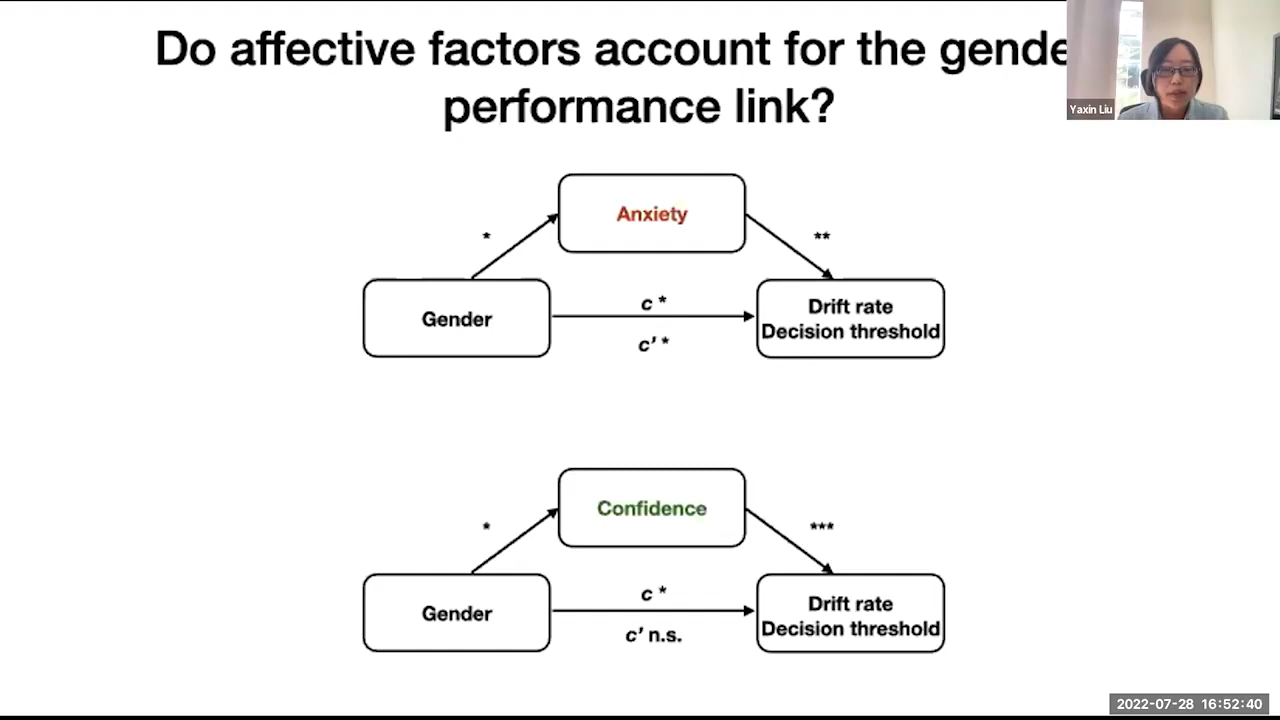 Do affective factors account for the gende
performance link?
Yaxin Liu
Anxiety
*
**
Gender
c *
c' *
Drift rate
Decision threshold
Confidence
*
***
Gender
c *
c' n.s.
Drift rate
Decision threshold
2022-07-28 16:52:40